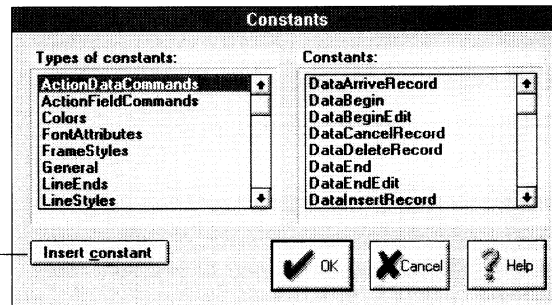 Constants
Types of constants:
ActionDataCommands
ActionFieldCommands
Colors
FontAttributes
FrameStyles
General
LineEnds
LineStyles
Constants:
DataArriveRecord
DataBegin
DataBeginEdit
DataCancelRecord
DataDeleteRecord
DataEnd
DataEndEdit
DataInsertRecord
Insert constant
OK
Cancel
? Help